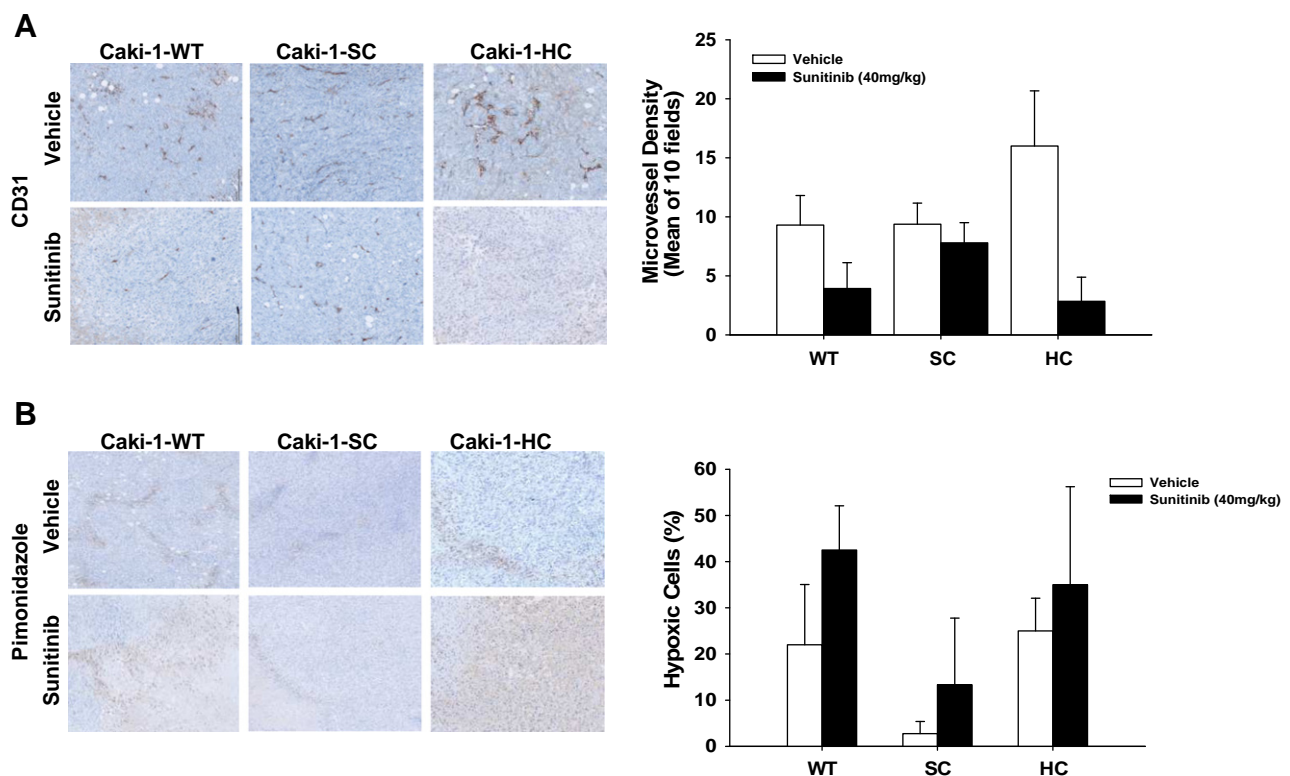 A
Caki-1-WT Caki-1-SC Caki-1-HC
CD31
Vehicle
Sunitinib
Microvessel Density
(Mean of 10 fields)
25
20
15
10
5
0
Vehicle
Sunitinib (40mg/kg)
WT SC HC
B
Caki-1-WT Caki-1-SC Caki-1-HC
Pimonidazole
Vehicle
Sunitinib
Hypoxic Cells (%)
60
50
40
30
20
10
0
Vehicle
Sunitinib (40mg/kg)
WT SC HC